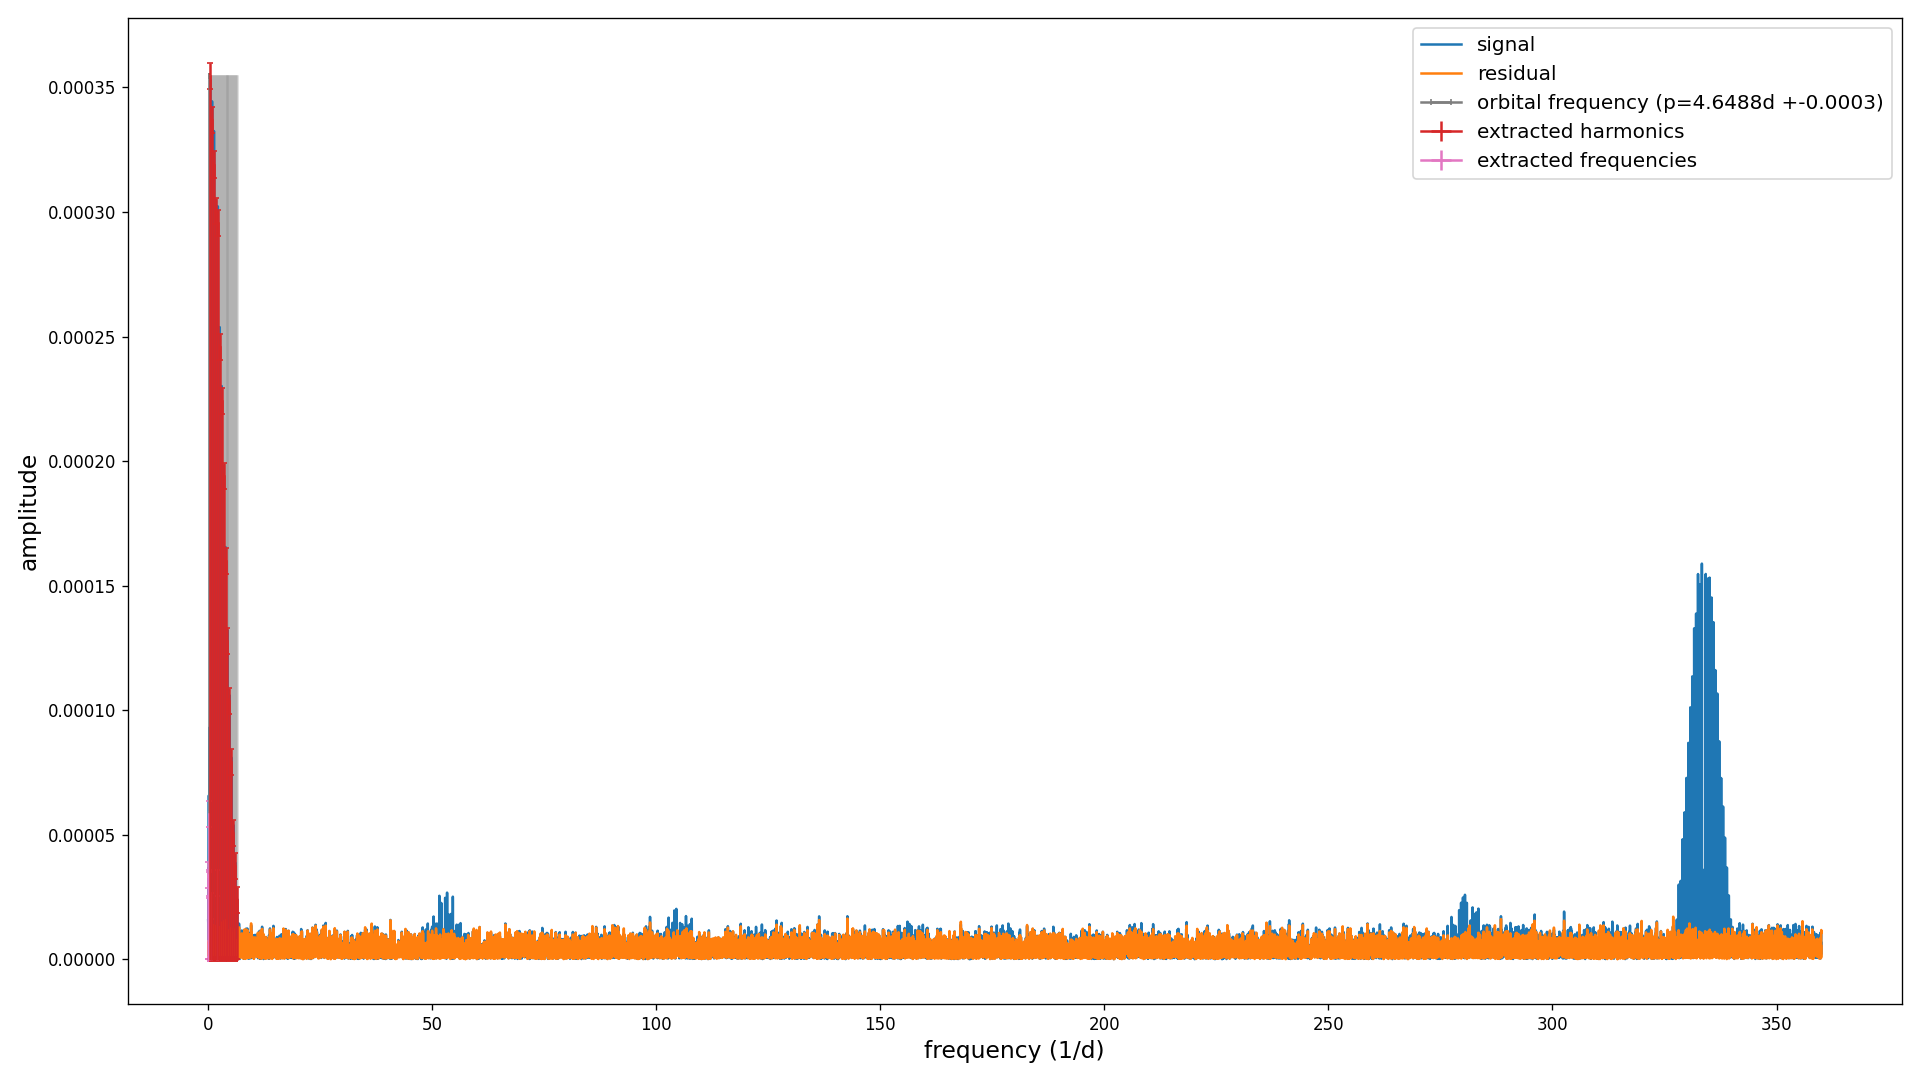 signal
residual
orbital frequency (p=4.6488d +-0.0003)
extracted harmonics
extracted frequencies
amplitude
0.00035
0.00030
0.00025
0.00020
0.00015
0.00010
0.00005
0.00000
0 50 100 150 200 250 300 350
frequency (1/d)